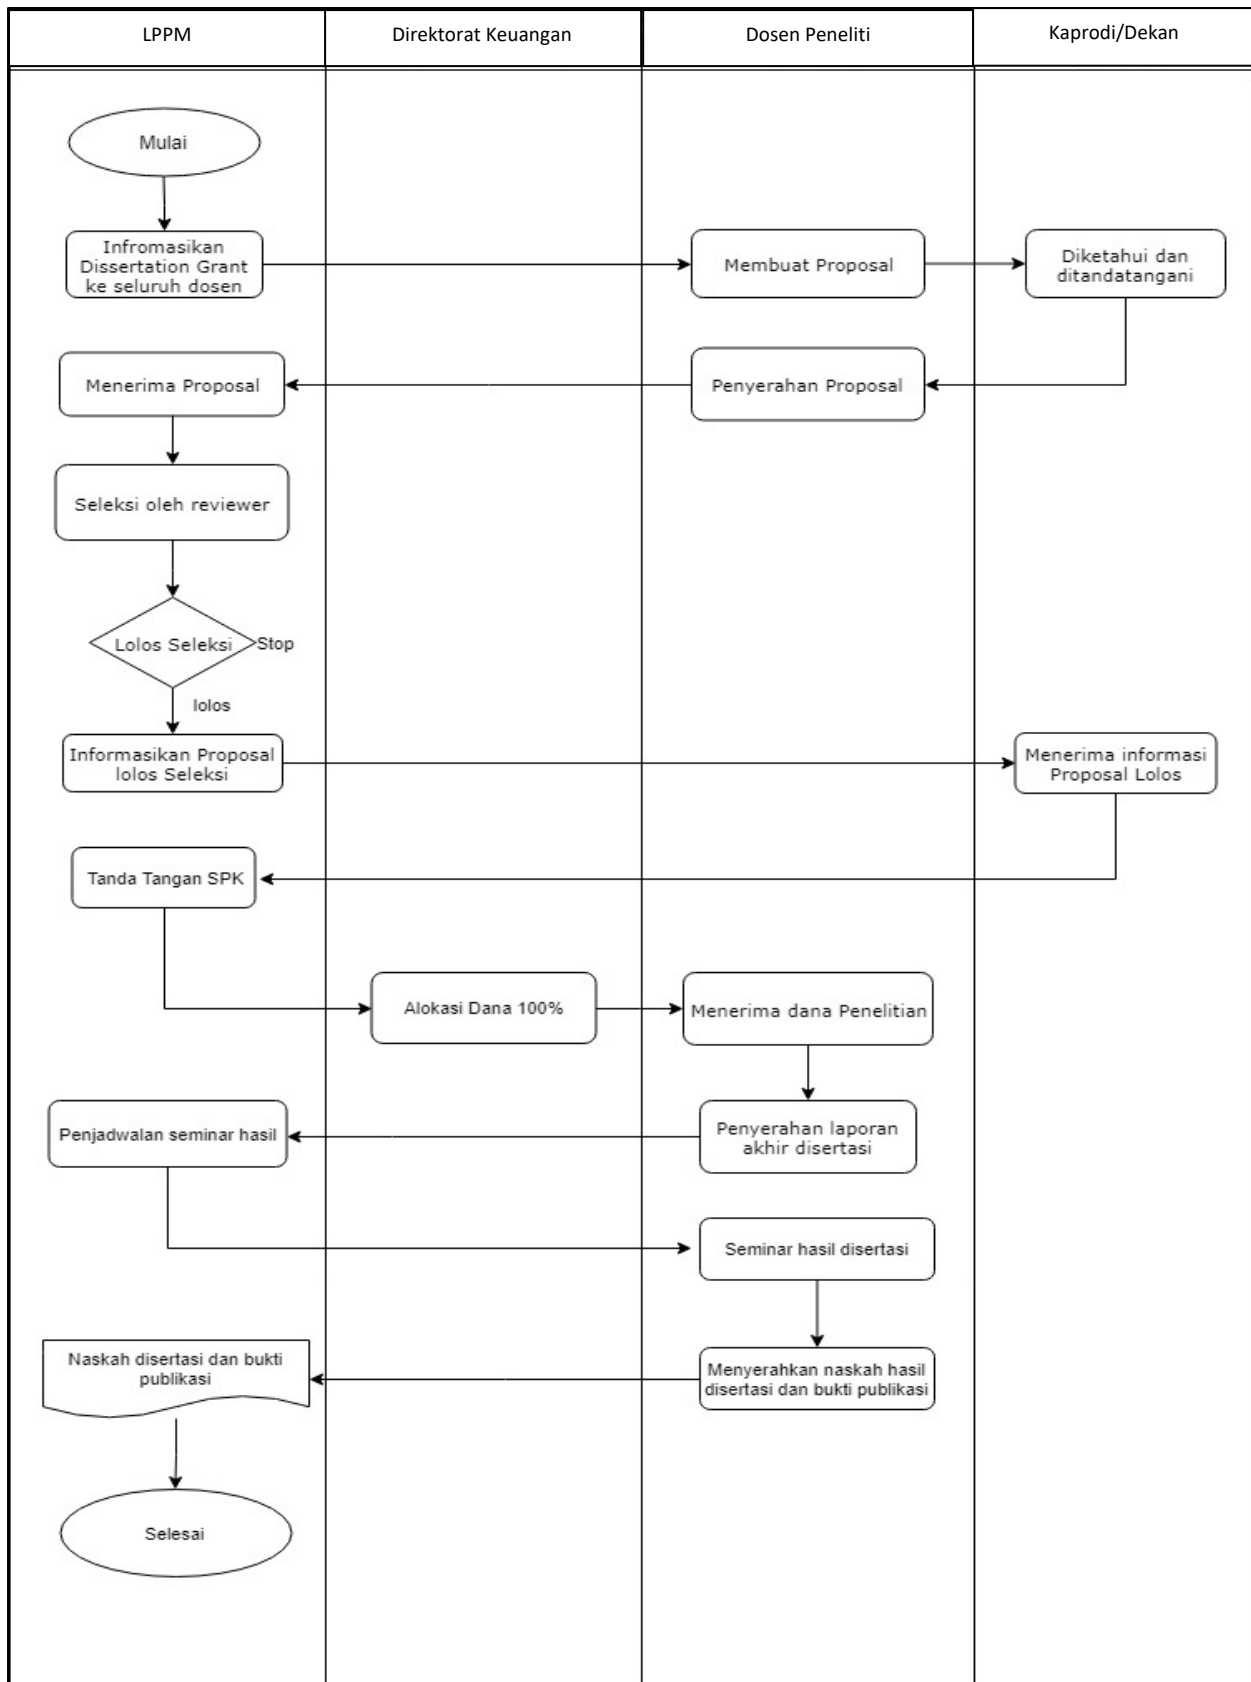 LPPM
Direktorat Keuangan
Dosen Peneliti
Kaprodi/Dekan
Mulai
Infromasikan
Dissertation Grant
ke seluruh dosen
Membuat Proposal
Diketahui dan
ditandatangani
Menerima Proposal
Penyerahan Proposal
Seleksi oleh reviewer
Lolos Seleksi
Stop
lolos
Informasikan Proposal
lolos Seleksi
Menerima informasi
Proposal Lolos
Tanda Tangan SPK
Alokasi Dana 100%
Menerima dana Penelitian
Penjadwalan seminar hasil
Penyerahan laporan
akhir disertasi
Seminar hasil disertasi
Naskah disertasi dan bukti
publikasi
Menyerahkan naskah hasil
disertasi dan bukti publikasi
Selesai